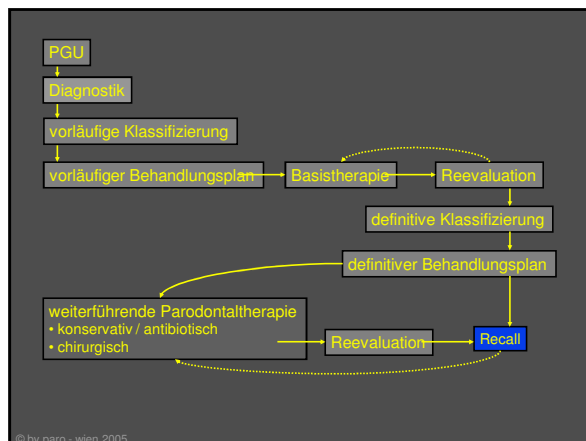 PGU
Diagnostik
vorläufige Klassifizierung
vorläufiger Behandlungsplan
Basistherapie
Reevaluation
definitive Klassifizierung
definitiver Behandlungsplan
weiterführende Parodontaltherapie
• konservativ / antibiotisch
• chirurgisch
Reevaluation
Recall
© by paro - wien 2005